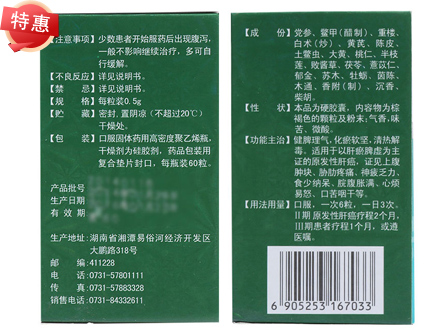 特惠
【注意事项】少数患者开始服药后出现腹泻,
一般不影响继续治疗,多可自
行缓解。
【不良反应】详见说明书。
【禁 忌】详见说明书。
【规 格】每粒装0.5g
【贮 藏】密封,置阴凉(不超过20℃)
干燥处。
【包 装】口服固体药用高密度聚乙烯瓶,
干燥剂为硅胶剂,药品包装用
复合垫片封口,每瓶装60粒。
产品批号
生产日期
有 效 期
生产地址:湖南省湘潭易俗河经济开发区
大鹏路318号
邮 编:411228
电 话:0731-57801111
传 真:0731-57883328
销售电话:0731-84332611
【成 份】党参、鳖甲(醋制)、重楼、
白术(炒)、黄芪、陈皮、
土鳖虫、大黄、桃仁、半枝
莲、败酱草、茯苓、薏苡仁、
郁金、苏木、牡蛎、茵陈、
木通、香附(制)、沉香、
柴胡。
【性 状】本品为硬胶囊,内容物为棕
褐色的颗粒及粉末;气香,味
苦、微酸。
【功能主治】健脾理气,化瘀软坚,清热解
毒。适用于以肝瘀脾虚为主
证的原发性肝癌,证见上腹
肿块、胁肋疼痛、神疲乏力、
食少纳呆、脘腹胀满、心烦
易怒、口苦咽干等。
【用法用量】口服,一次6粒,一日3次。
II期原发性肝癌疗程2个月,
III期患者疗程1个月,或遵
医嘱。
6 905253 167033